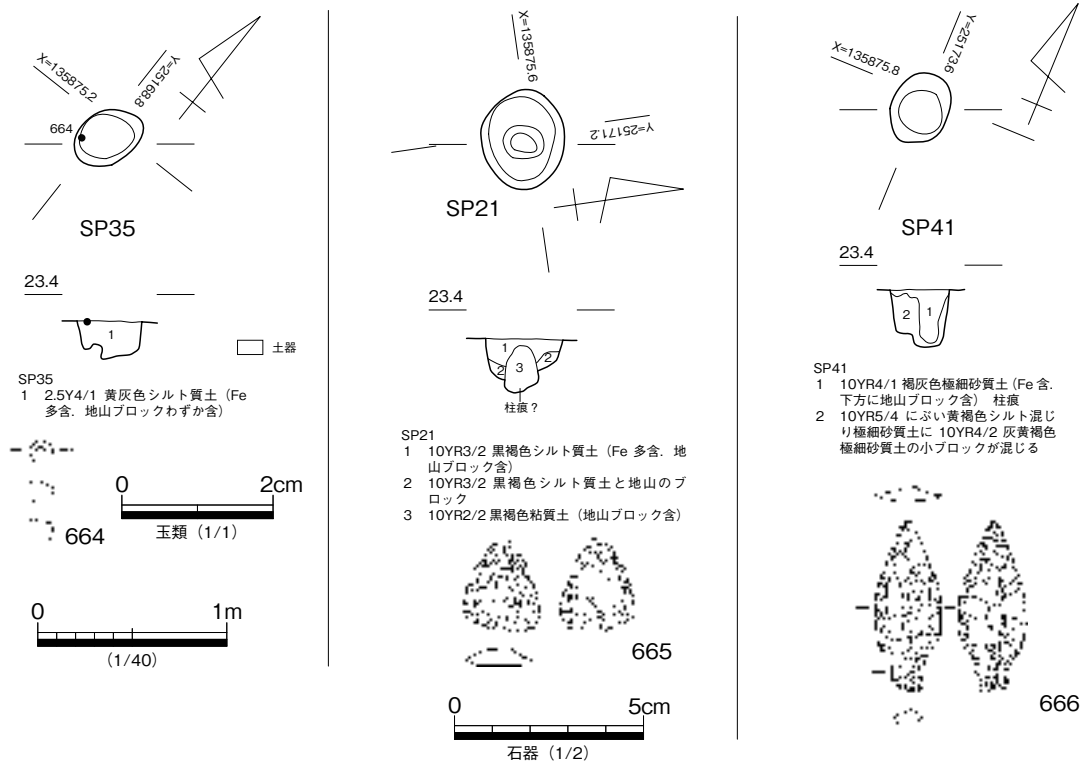 X=135875.2
Y=25168.8
664
SP35
23.4
1
土器
SP35
1 2.5Y4/1 黄灰色シルト質土（Fe
多含．地山ブロックわずか含）
664
0 2cm
玉類（1/1）
0 1m
（1/40）
X=135875.6
Y=25171.2
SP21
23.4
1
2
2
3
柱痕？
SP21
1 10YR3/2 黒褐色シルト質土（Fe 多含．地
山ブロック含）
2 10YR3/2 黒褐色シルト質土と地山のブ
ロック
3 10YR2/2 黒褐色粘質土（地山ブロック含）
665
0 5cm
石器（1/2）
X=135875.8
Y=25173.6
SP41
23.4
2
1
SP41
1 10YR4/1 褐灰色極細砂質土（Fe 含．
下方に地山ブロック含） 柱痕
2 10YR5/4 にぶい黄褐色シルト混じ
り極細砂質土に 10YR4/2 灰黄褐色
極細砂質土の小ブロックが混じる
666